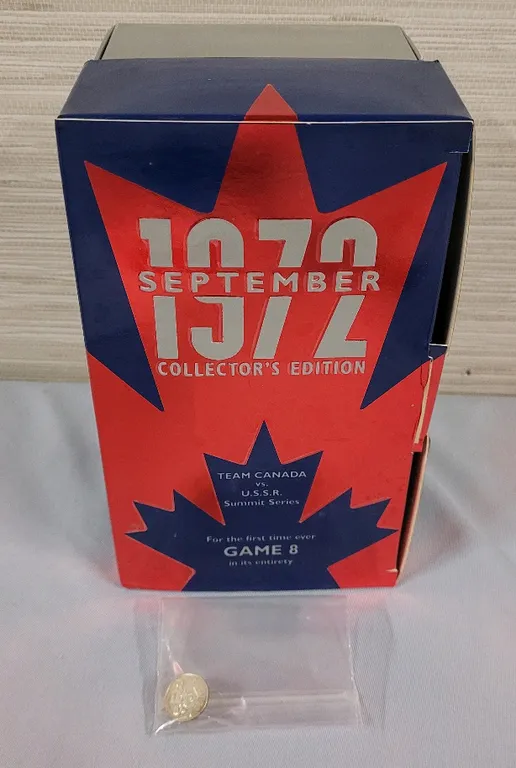 1972
SEPTEMBER
COLLECTOR'S EDITION
TEAM CANADA
vs.
U.S.S.R.
Summit Series
For the first time ever
GAME 8
in its entirety